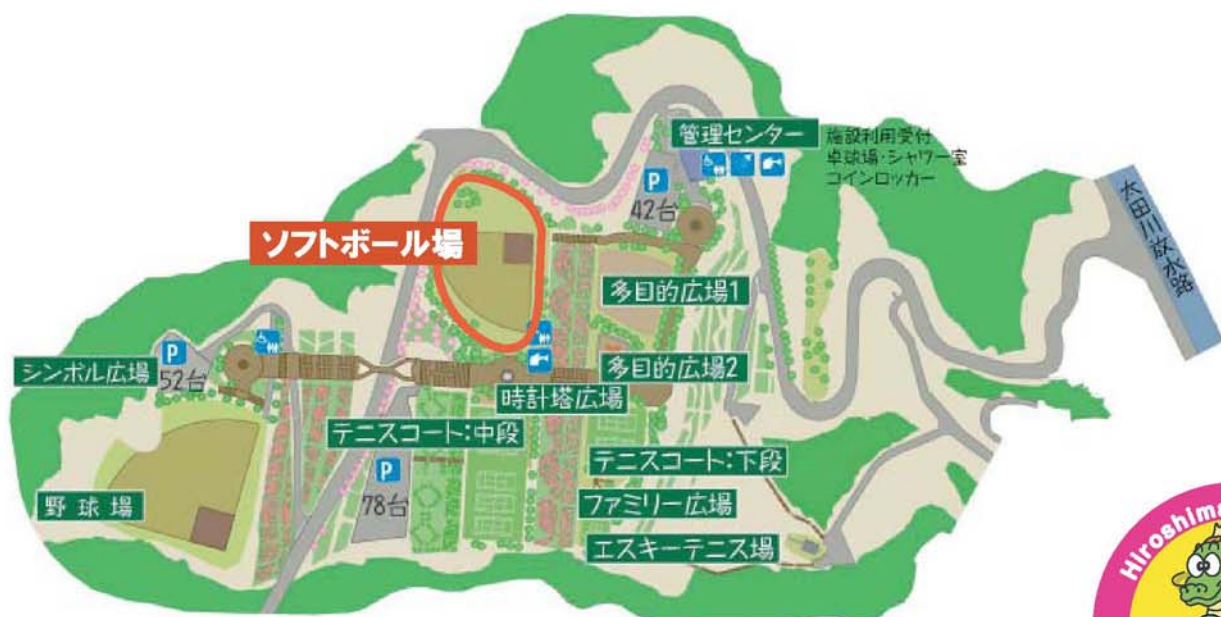 管理センター
施設利用受付
卓球場・シャワー室
コインロッカー
P
42台
太田川放水路
ソフトボール場
多目的広場1
多目的広場2
P
52台
シンボル広場
時計塔広場
テニスコート:中段
P
78台
テニスコート:下段
ファミリー広場
エスキーテニス場
野球場
Hiroshima